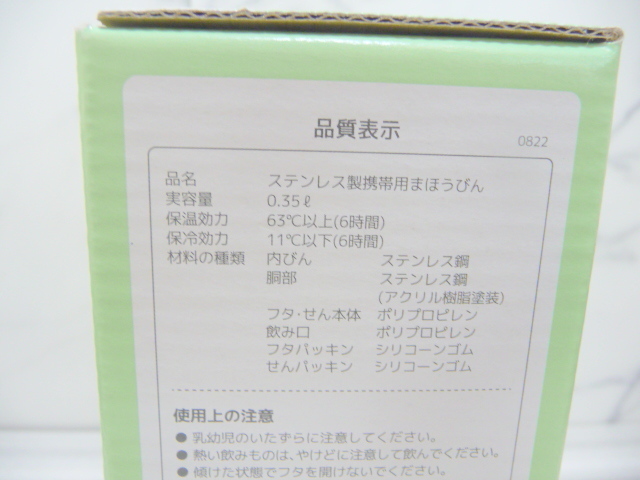 品質表示
0822
品名 ステンレス製携帯用まほうびん
実容量 0.35ℓ
保温効力 63℃以上(6時間)
保冷効力 11℃以下(6時間)
材料の種類 内びん ステンレス鋼
胴部 ステンレス鋼
(アクリル樹脂塗装)
フタ・せん本体 ポリプロピレン
飲み口 ポリプロピレン
フタパッキン シリコーンゴム
せんパッキン シリコーンゴム
使用上の注意
●乳幼児のいたずらに注意してください。
●熱い飲みものは、やけどに注意して飲んでください。
●傾けた状態でフタを開けないでください。